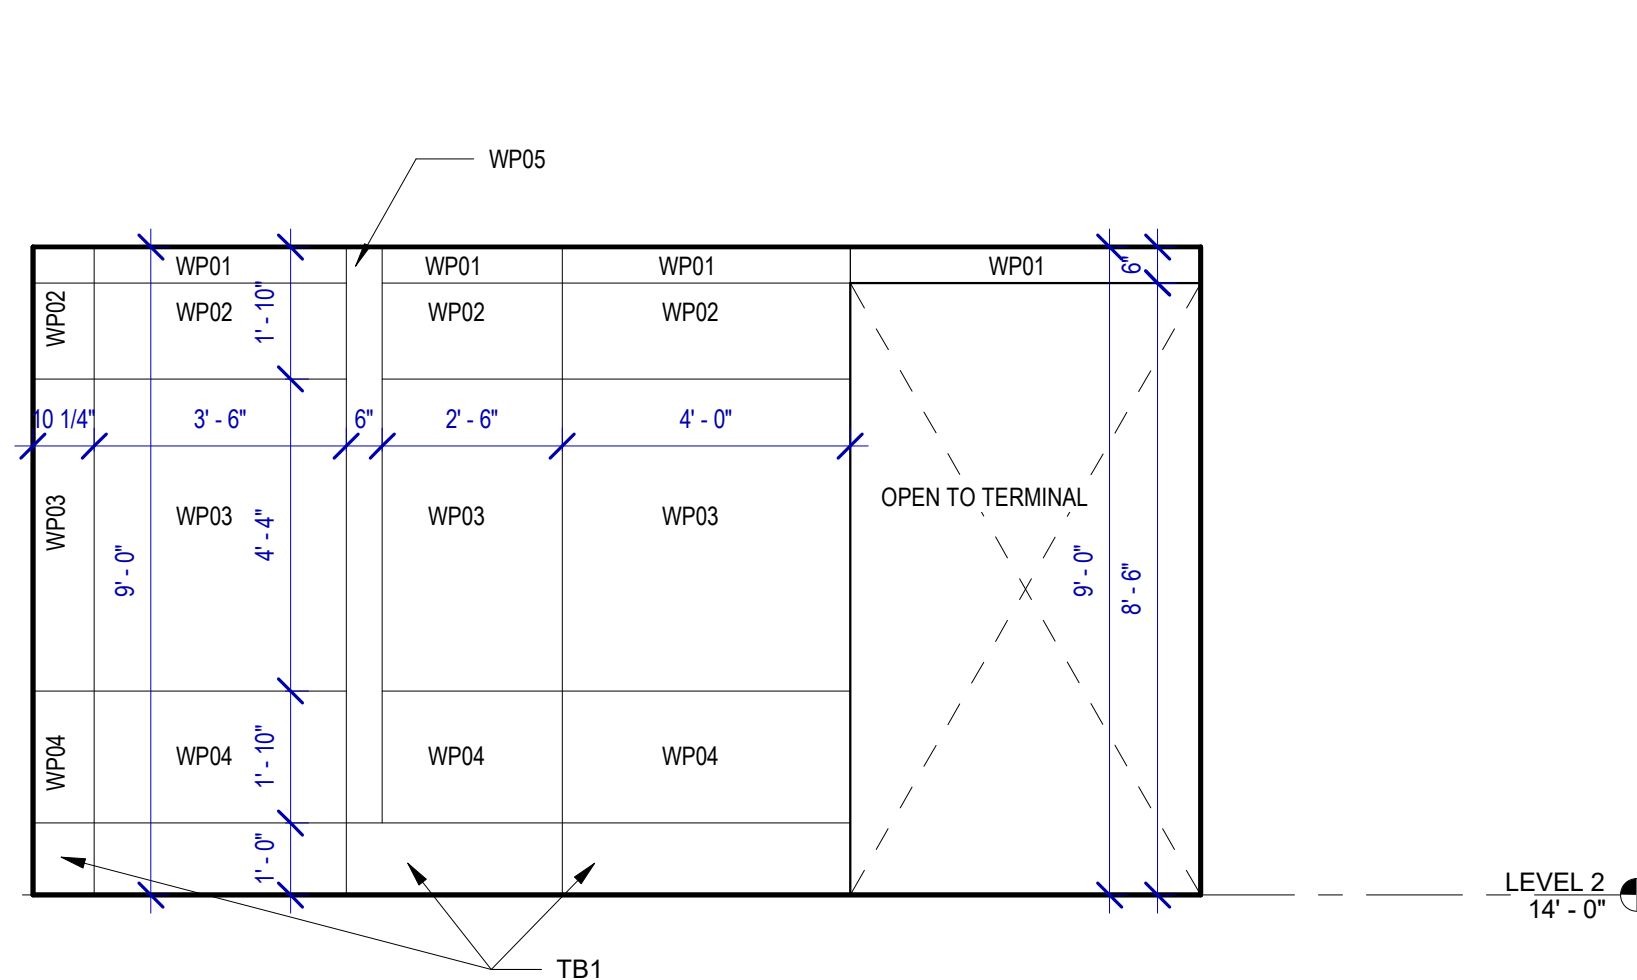 WP05
WP01
WP01
WP01
WP01
6"
WP02
WP02
1' - 10"
WP02
WP02
10 1/4"
3' - 6"
6"
2' - 6"
4' - 0"
OPEN TO TERMINAL
WP03
WP03
4' - 4"
WP03
WP03
9' - 0"
9' - 0"
8' - 6"
WP04
WP04
1' - 10"
WP04
WP04
1' - 0"
LEVEL 2
14' - 0"
TB1